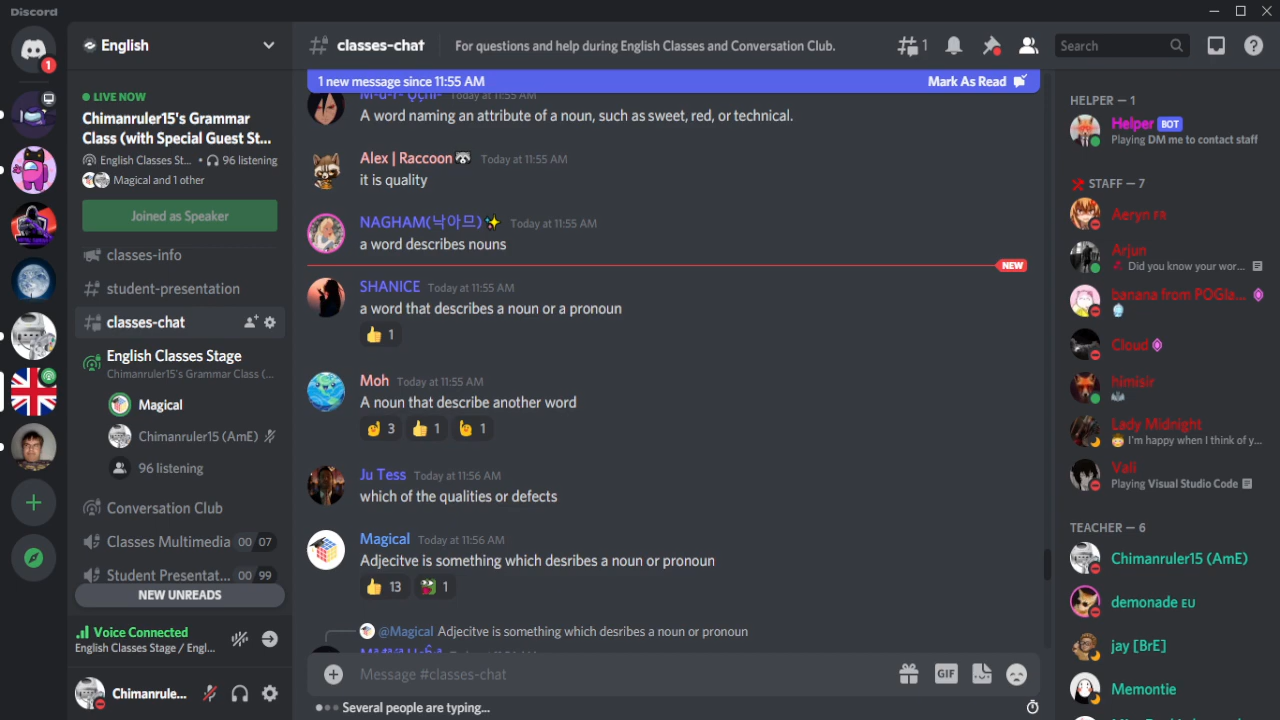 Discord
English
classes-chat
For questions and help during English Classes and Conversation Club.
1
Search
1
LIVE NOW
Chimanruler15's Grammar
Class (with Special Guest St...
English Classes St... • 96 listening
Magical and 1 other
Joined as Speaker
classes-info
student-presentation
classes-chat
English Classes Stage
Chimanruler15's Grammar Class (...
Magical
Chimanruler15 (AmE)
96 listening
Conversation Club
Classes Multimedia 00 07
Student Presentat... 00 99
NEW UNREADS
Voice Connected
English Classes Stage / Engl...
Chimanrule...
1 new message since 11:55 AM
Mark As Read
Today at 11:55 AM
A word naming an attribute of a noun, such as sweet, red, or technical.
Alex | Raccoon🦝 Today at 11:55 AM
it is quality
NAGHAM(낙아므)✨ Today at 11:55 AM
a word describes nouns
NEW
SHANICE Today at 11:55 AM
a word that describes a noun or a pronoun
👍 1
Moh Today at 11:55 AM
A noun that describe another word
3 👍 1 1
Ju Tess Today at 11:56 AM
which of the qualities or defects
Magical Today at 11:56 AM
Adjecitve is something which desribes a noun or pronoun
👍 13 1
@Magical Adjecitve is something which desribes a noun or pronoun
Message #classes-chat
GIF
Several people are typing...
HELPER — 1
Helper BOT
Playing DM me to contact staff
STAFF — 7
Aeryn FR
Arjun
Did you know your wor...
banana from POGla...
Cloud
himisir
Lady Midnight
I'm happy when I think of y...
Vali
Playing Visual Studio Code
TEACHER — 6
Chimanruler15 (AmE)
demonade EU
jay [BrE]
Memontie